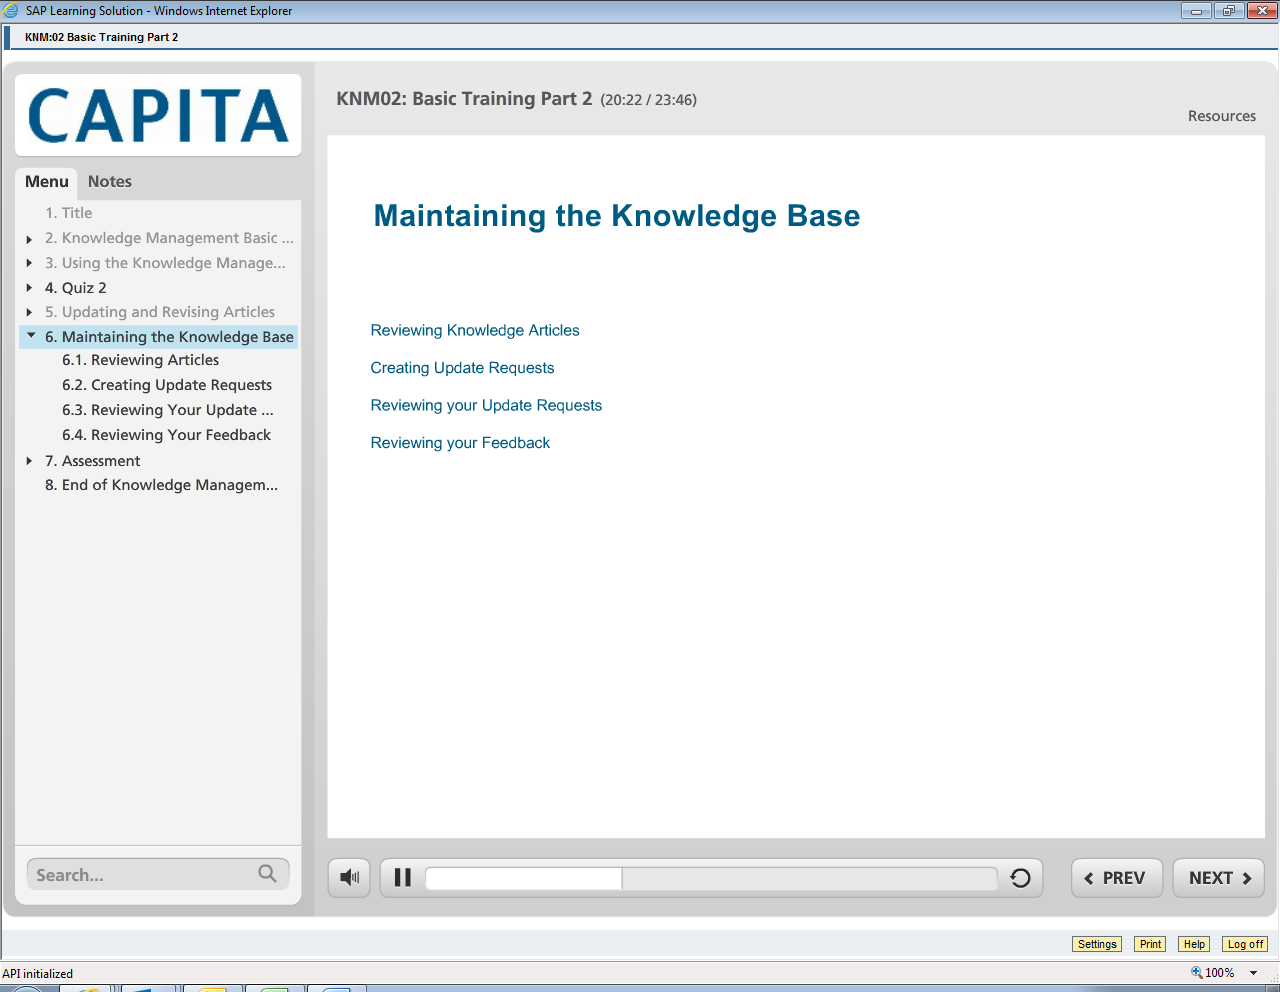 SAP Learning Solution - Windows Internet Explorer
KNM:02 Basic Training Part 2
CAPITA
KNM02: Basic Training Part 2 (20:22 / 23:46)
Resources
Menu Notes
1. Title
2. Knowledge Management Basic ...
3. Using the Knowledge Manage...
4. Quiz 2
5. Updating and Revising Articles
6. Maintaining the Knowledge Base
6.1. Reviewing Articles
6.2. Creating Update Requests
6.3. Reviewing Your Update ...
6.4. Reviewing Your Feedback
7. Assessment
8. End of Knowledge Managem...
Maintaining the Knowledge Base
Reviewing Knowledge Articles
Creating Update Requests
Reviewing your Update Requests
Reviewing your Feedback
Search...
PREV
NEXT
Settings Print Help Log off
API initialized
100%